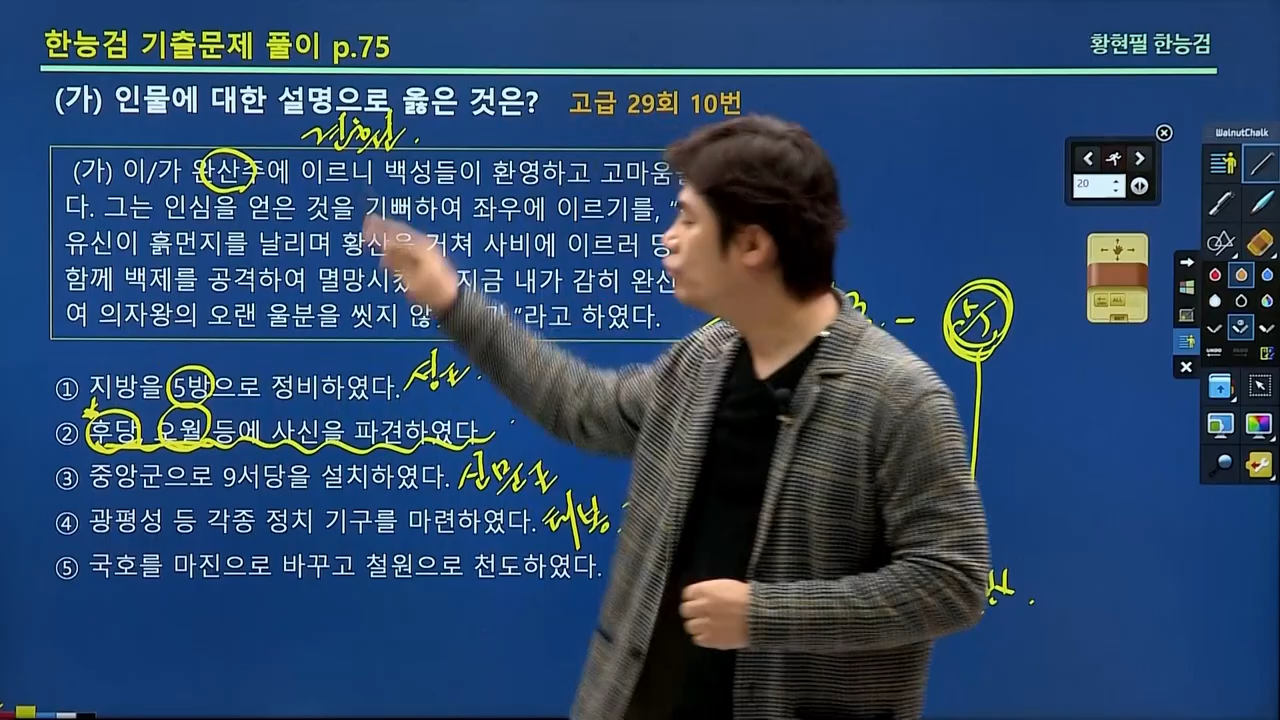 한능검 기출문제 풀이 p.75
황현필 한능검
(가) 인물에 대한 설명으로 옳은 것은? 고급 29회 10번
견훤
(가) 이/가 완산주에 이르니 백성들이 환영하고 고마움을
다. 그는 인심을 얻은 것을 기뻐하여 좌우에 이르기를, "
유신이 흙먼지를 날리며 황산을 거쳐 사비에 이르러 당
함께 백제를 공격하여 멸망시켰 지금 내가 감히 완산
여 의자왕의 오랜 울분을 씻지 않 "라고 하였다.
① 지방을 5방으로 정비하였다. 성왕
② 후당, 오월 등에 사신을 파견하였다.
③ 중앙군으로 9서당을 설치하였다. 신문왕
④ 광평성 등 각종 정치 기구를 마련하였다. 태봉
⑤ 국호를 마진으로 바꾸고 철원으로 천도하였다.
WalnutChalk
20
ALL
EXIT
UNDO